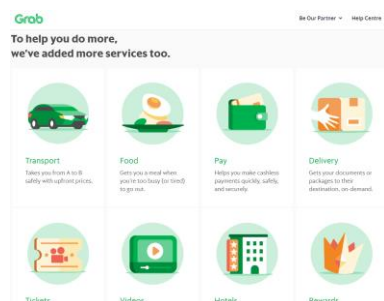 Grab
Be Our Partner Help Centre
To help you do more,
we've added more services too.
Transport
Takes you from A to B
safely with upfront prices.
Food
Gets you a meal when
you're too busy (or tired)
to go out.
Pay
Helps you make cashless
payments quickly, safely,
and securely.
Delivery
Gets your documents or
packages to their
destination, on-demand.
Tickets
Videos
Hotels
Rewards